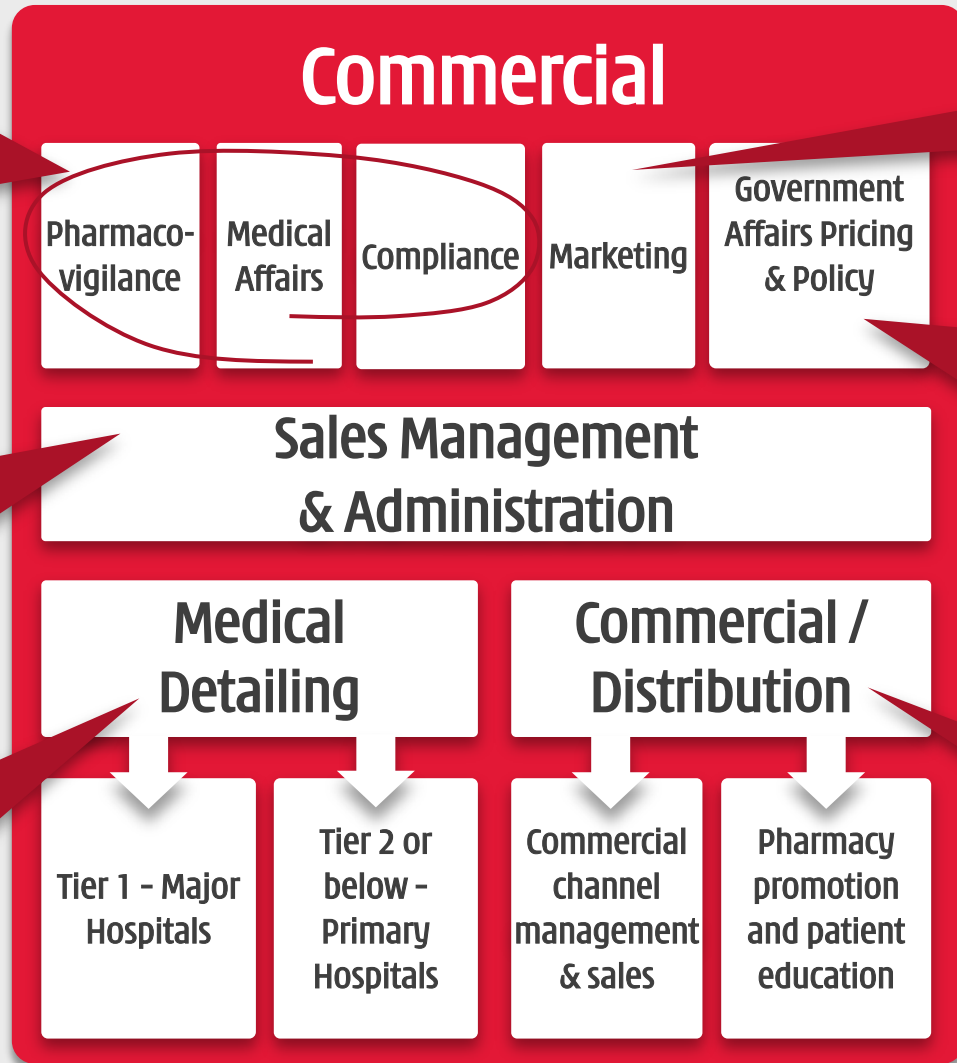 Commercial
Pharmaco-
vigilance
Medical
Affairs
Compliance
Marketing
Government
Affairs Pricing
& Policy
Sales Management
& Administration
Medical
Detailing
Commercial /
Distribution
Tier 1 – Major
Hospitals
Tier 2 or
below –
Primary
Hospitals
Commercial
channel
management
& sales
Pharmacy
promotion
and patient
education